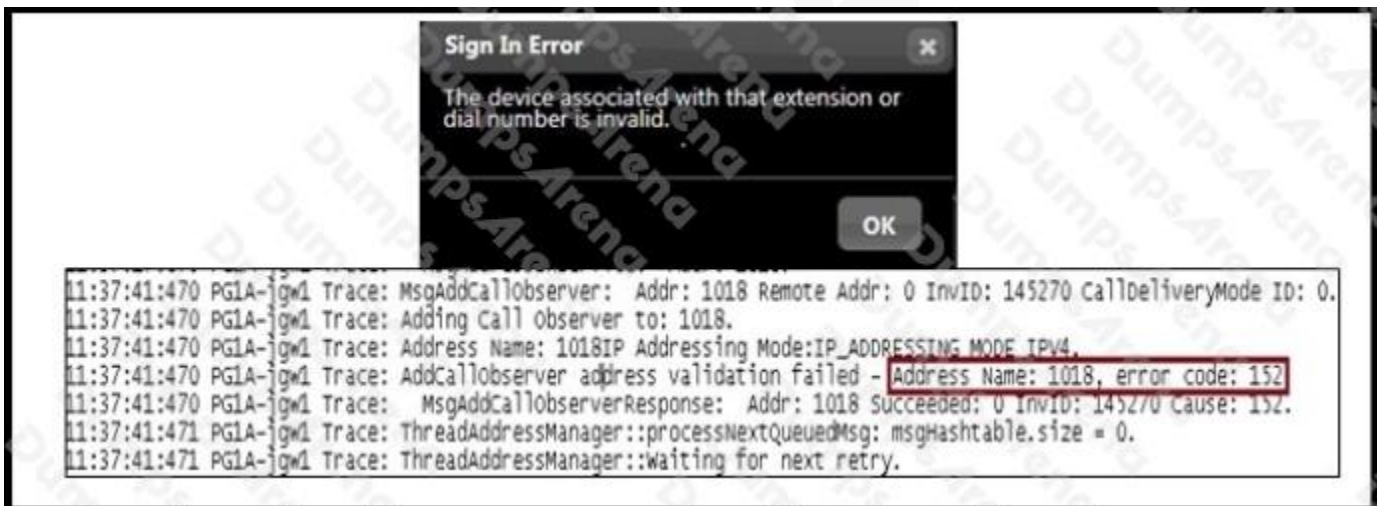 Sign In Error
The device associated with that extension or
dial number is invalid.
OK
11:37:41:470 PG1A-jgw1 Trace: MsgAddCallObserver: Addr: 1018 Remote Addr: 0 InvID: 145270 CallDeliveryMode ID: 0.
11:37:41:470 PG1A-jgw1 Trace: Adding Call Observer to: 1018.
11:37:41:470 PG1A-jgw1 Trace: Address Name: 1018IP Addressing Mode:IP_ADDRESSING_MODE_IPV4.
11:37:41:470 PG1A-jgw1 Trace: AddCallObserver address validation failed - Address Name: 1018, error code: 152
11:37:41:470 PG1A-jgw1 Trace: MsgAddCallObserverResponse: Addr: 1018 Succeeded: 0 InvID: 145270 Cause: 152.
11:37:41:471 PG1A-jgw1 Trace: ThreadAddressManager::processNextQueuedMsg: msgHashtable.size = 0.
11:37:41:471 PG1A-jgw1 Trace: ThreadAddressManager::Waiting for next retry.
DumpsArena